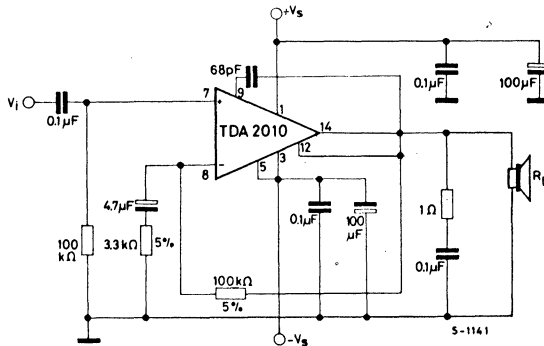 +Vs
68pF
9
0.1µF
100µF
Vi
0.1µF
7
+
1
TDA 2010
14
12
3
5
-
8
4.7µF
0.1µF
100
µF
1Ω
100
kΩ
3.3kΩ
5%
100kΩ
5%
0.1µF
S-1141
-Vs